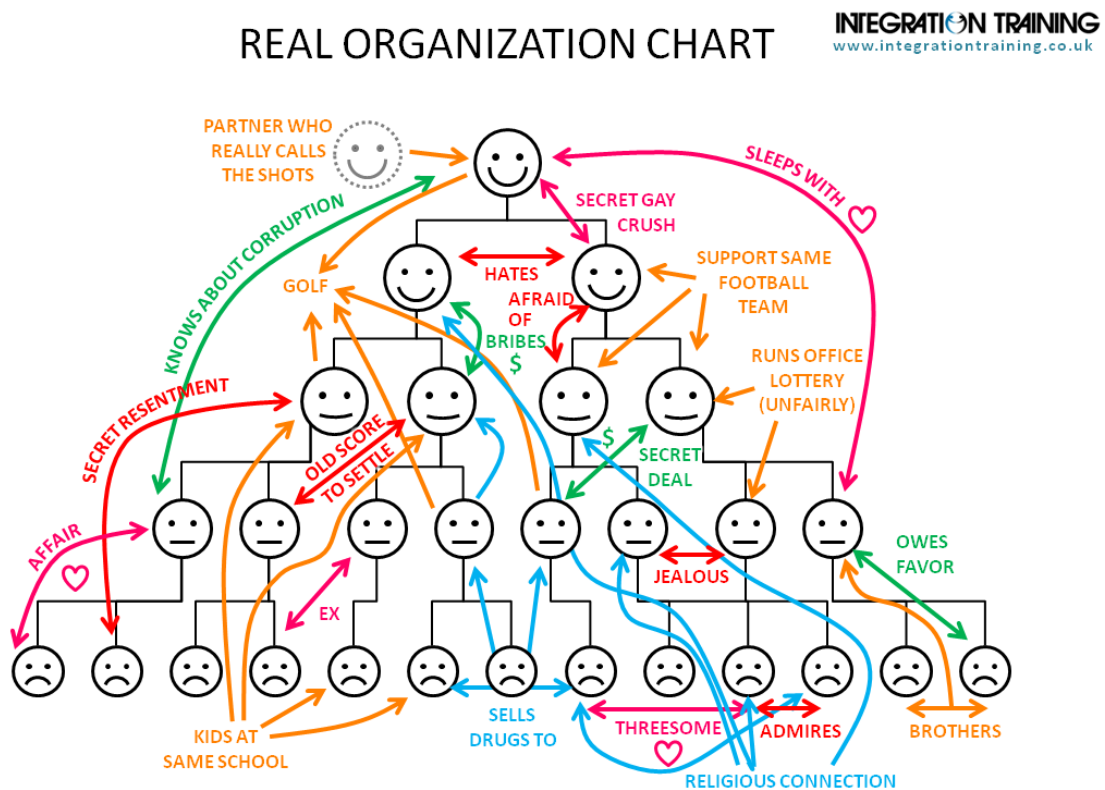 REAL ORGANIZATION CHART
INTEGRATION TRAINING
www.integrationtraining.co.uk
PARTNER WHO
REALLY CALLS
THE SHOTS
SLEEPS WITH
SECRET GAY
CRUSH
KNOWS ABOUT CORRUPTION
GOLF
HATES
SUPPORT SAME
FOOTBALL
TEAM
AFRAID
OF
BRIBES
$
RUNS OFFICE
LOTTERY
(UNFAIRLY)
SECRET RESENTMENT
OLD SCORE
TO SETTLE
$
SECRET
DEAL
AFFAIR
OWES
FAVOR
JEALOUS
EX
KIDS AT
SAME SCHOOL
SELLS
DRUGS TO
THREESOME
ADMIRES
BROTHERS
RELIGIOUS CONNECTION